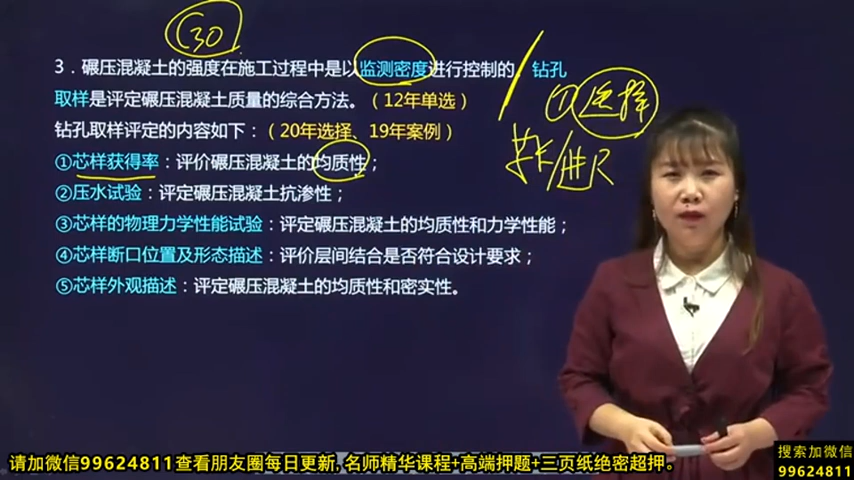 30
3．碾压混凝土的强度在施工过程中是以监测密度进行控制的，钻孔
取样是评定碾压混凝土质量的综合方法。（12年单选）
①选择
钻孔取样评定的内容如下：（20年选择、19年案例）
①芯样获得率：评价碾压混凝土的均质性；
②压水试验：评定碾压混凝土抗渗性；
③芯样的物理力学性能试验：评定碾压混凝土的均质性和力学性能；
④芯样断口位置及形态描述：评价层间结合是否符合设计要求；
⑤芯样外观描述：评定碾压混凝土的均质性和密实性。
请加微信99624811查看朋友圈每日更新,名师精华课程+高端押题+三页纸绝密超押。
搜索加微信
99624811